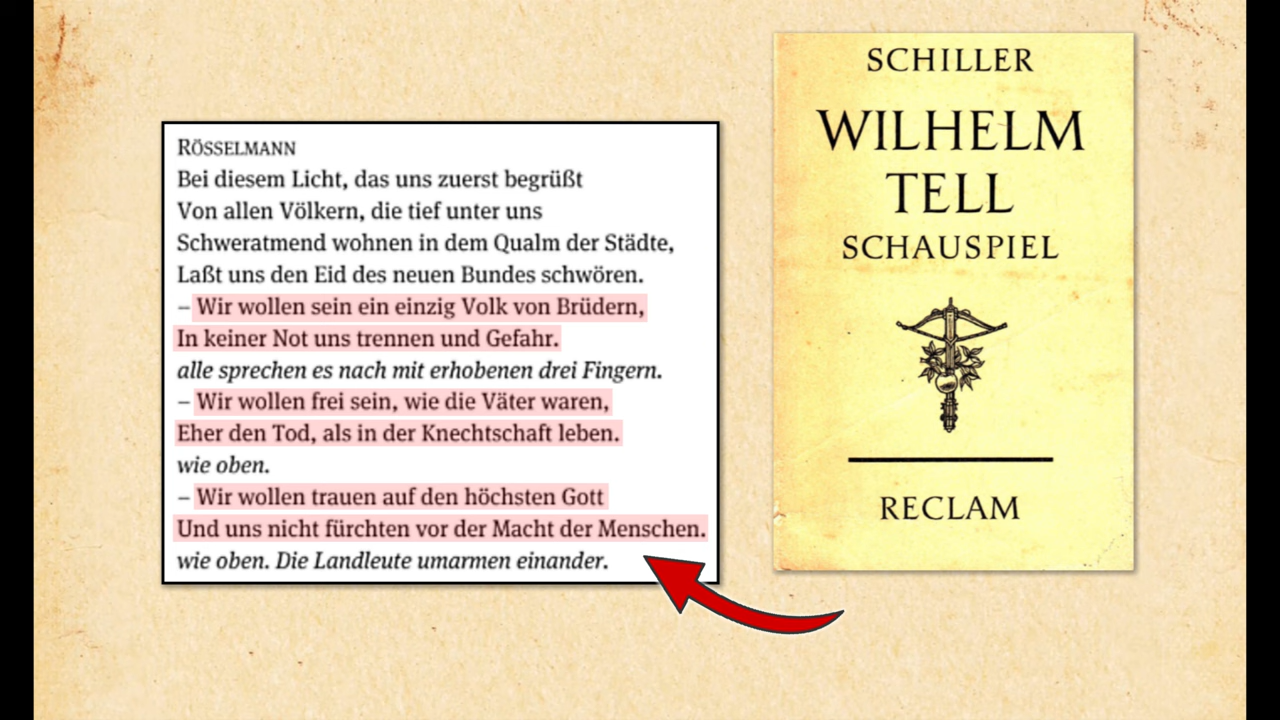 RÖSSELMANN
Bei diesem Licht, das uns zuerst begrüßt
Von allen Völkern, die tief unter uns
Schweratmend wohnen in dem Qualm der Städte,
Laßt uns den Eid des neuen Bundes schwören.
– Wir wollen sein ein einzig Volk von Brüdern,
In keiner Not uns trennen und Gefahr.
alle sprechen es nach mit erhobenen drei Fingern.
– Wir wollen frei sein, wie die Väter waren,
Eher den Tod, als in der Knechtschaft leben.
wie oben.
– Wir wollen trauen auf den höchsten Gott
Und uns nicht fürchten vor der Macht der Menschen.
wie oben. Die Landleute umarmen einander.
SCHILLER
WILHELM
TELL
SCHAUSPIEL
RECLAM